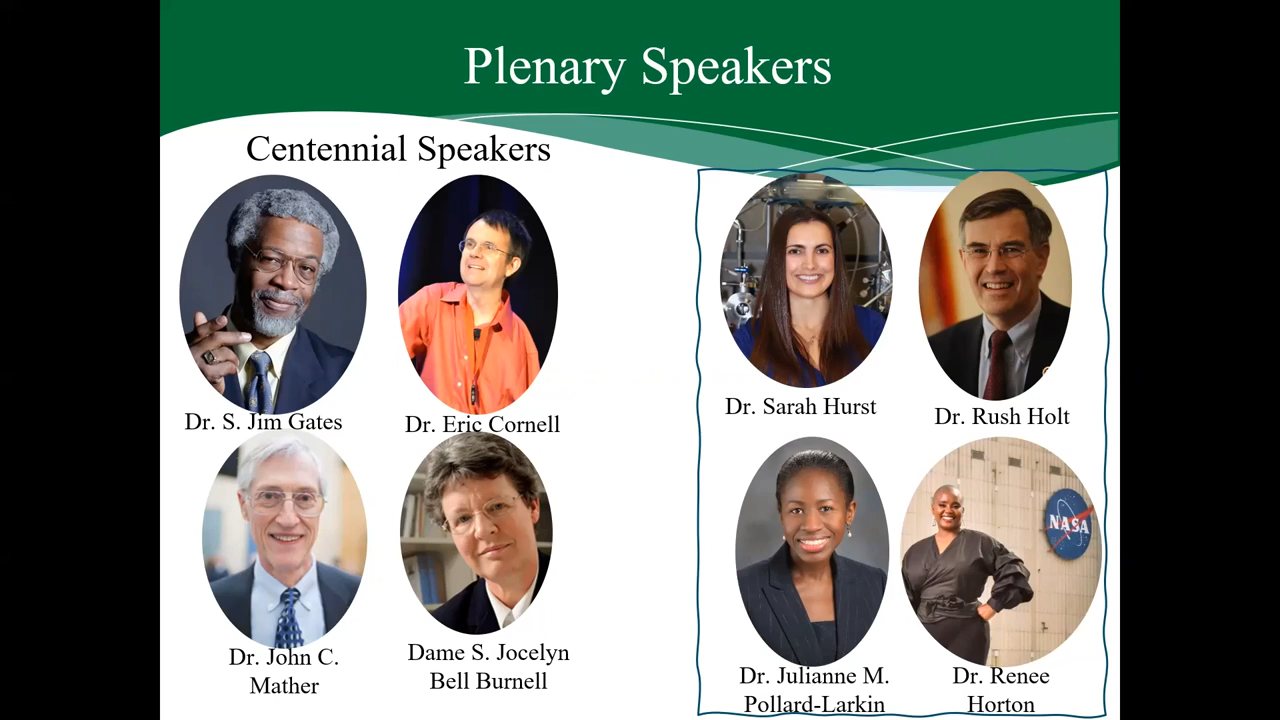 Plenary Speakers
Centennial Speakers
Dr. S. Jim Gates
Dr. Eric Cornell
Dr. John C.
Mather
Dame S. Jocelyn
Bell Burnell
Dr. Sarah Hurst
Dr. Rush Holt
NASA
Dr. Julianne M.
Pollard-Larkin
Dr. Renee
Horton